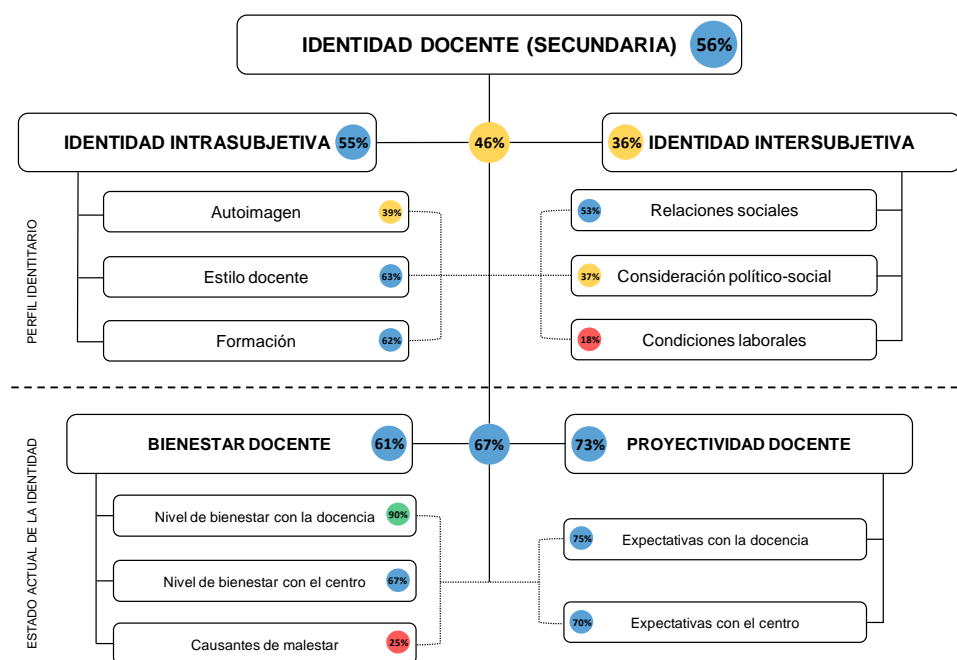 IDENTIDAD DOCENTE (SECUNDARIA) 56%
IDENTIDAD INTRASUBJETIVA 55%
46%
36% IDENTIDAD INTERSUBJETIVA
PERFIL IDENTITARIO
Autoimagen 39%
Estilo docente 63%
Formación 62%
53% Relaciones sociales
37% Consideración político-social
18% Condiciones laborales
ESTADO ACTUAL DE LA IDENTIDAD
BIENESTAR DOCENTE 61%
67%
73% PROYECTIVIDAD DOCENTE
Nivel de bienestar con la docencia 90%
Nivel de bienestar con el centro 67%
Causantes de malestar 25%
75% Expectativas con la docencia
70% Expectativas con el centro